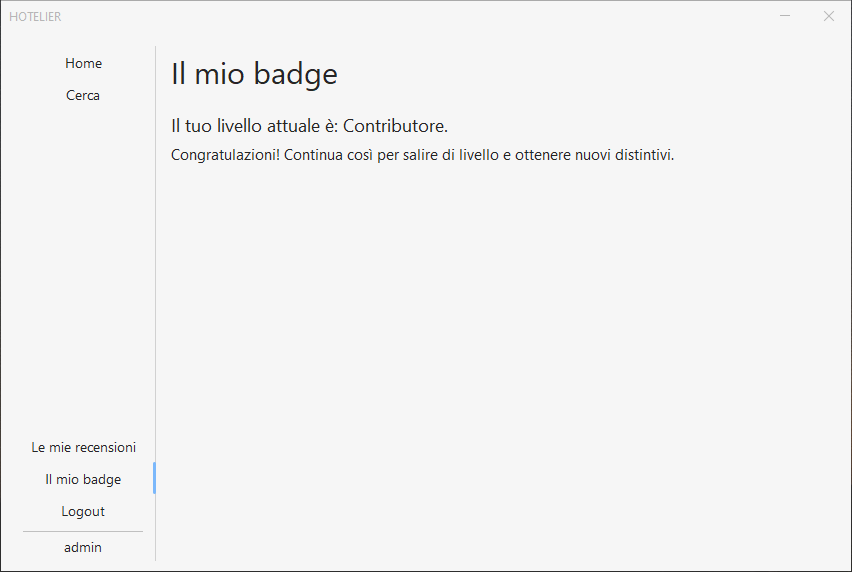 HOTELIER
Home
Cerca
Le mie recensioni
Il mio badge
Logout
admin
Il mio badge
Il tuo livello attuale è: Contributore.
Congratulazioni! Continua così per salire di livello e ottenere nuovi distintivi.